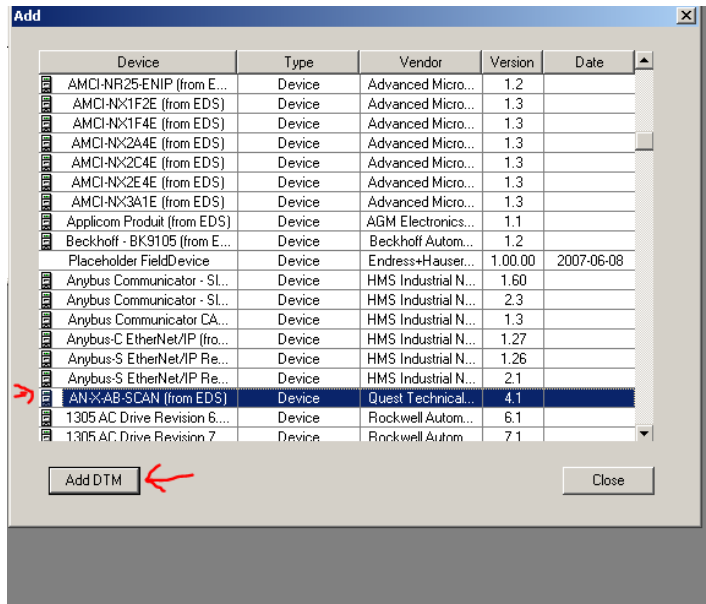 Add
Device Type Vendor Version Date
AMCI-NR25-ENIP (from E... Device Advanced Micro... 1.2
AMCI-NX1F2E (from EDS) Device Advanced Micro... 1.3
AMCI-NX1F4E (from EDS) Device Advanced Micro... 1.3
AMCI-NX2A4E (from EDS) Device Advanced Micro... 1.3
AMCI-NX2C4E (from EDS) Device Advanced Micro... 1.3
AMCI-NX2E4E (from EDS) Device Advanced Micro... 1.3
AMCI-NX3A1E (from EDS) Device Advanced Micro... 1.3
Applicom Produit (from EDS) Device AGM Electronics... 1.1
Beckhoff - BK9105 (from E... Device Beckhoff Autom... 1.2
Placeholder FieldDevice Device Endress+Hauser... 1.00.00 2007-06-08
Anybus Communicator - SI... Device HMS Industrial N... 1.60
Anybus Communicator - SI... Device HMS Industrial N... 2.3
Anybus Communicator CA... Device HMS Industrial N... 1.3
Anybus-C EtherNet/IP (fro... Device HMS Industrial N... 1.27
Anybus-S EtherNet/IP Re... Device HMS Industrial N... 1.26
Anybus-S EtherNet/IP Re... Device HMS Industrial N... 2.1
AN-X-AB-SCAN (from EDS) Device Quest Technical... 4.1
1305 AC Drive Revision 6.... Device Rockwell Autom... 6.1
1305 AC Drive Revision 7 Device Rockwell Autom 7.1
Add DTM Close